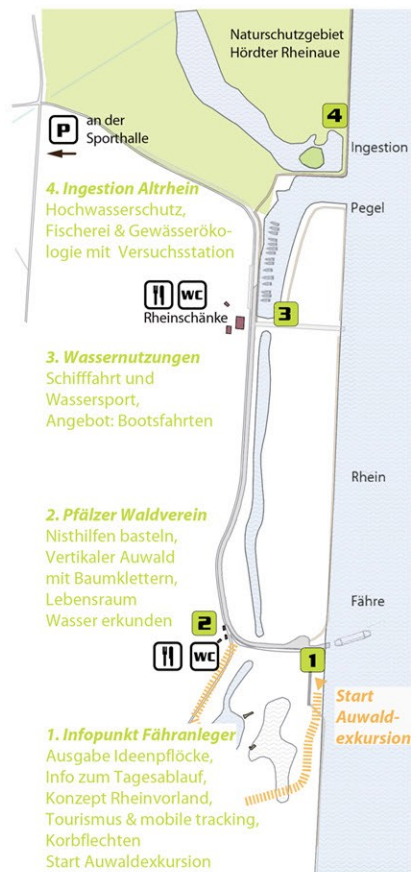 Naturschutzgebiet
Hördter Rheinaue
4
P
an der
Sporthalle
Ingestion
4. Ingestion Altrhein
Hochwasserschutz,
Fischerei & Gewässeröko-
logie mit Versuchsstation
Pegel
WC
Rheinschänke
3
3. Wassernutzungen
Schifffahrt und
Wassersport,
Angebot: Bootsfahrten
Rhein
2. Pfälzer Waldverein
Nisthilfen basteln,
Vertikaler Auwald
mit Baumklettern,
Lebensraum
Wasser erkunden
Fähre
2
WC
1
Start
Auwald-
exkursion
1. Infopunkt Fähranleger
Ausgabe Ideenpflöcke,
Info zum Tagesablauf,
Konzept Rheinvorland,
Tourismus & mobile tracking,
Korbflechten
Start Auwaldexkursion